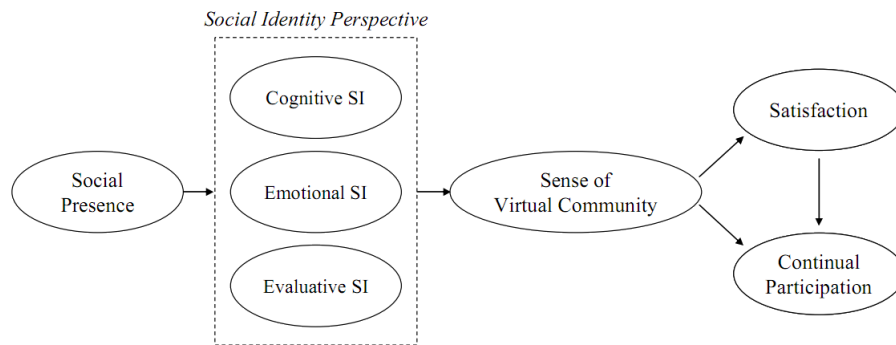 Social Identity Perspective
Cognitive SI
Social
Presence
Emotional SI
Evaluative SI
Sense of
Virtual Community
Satisfaction
Continual
Participation